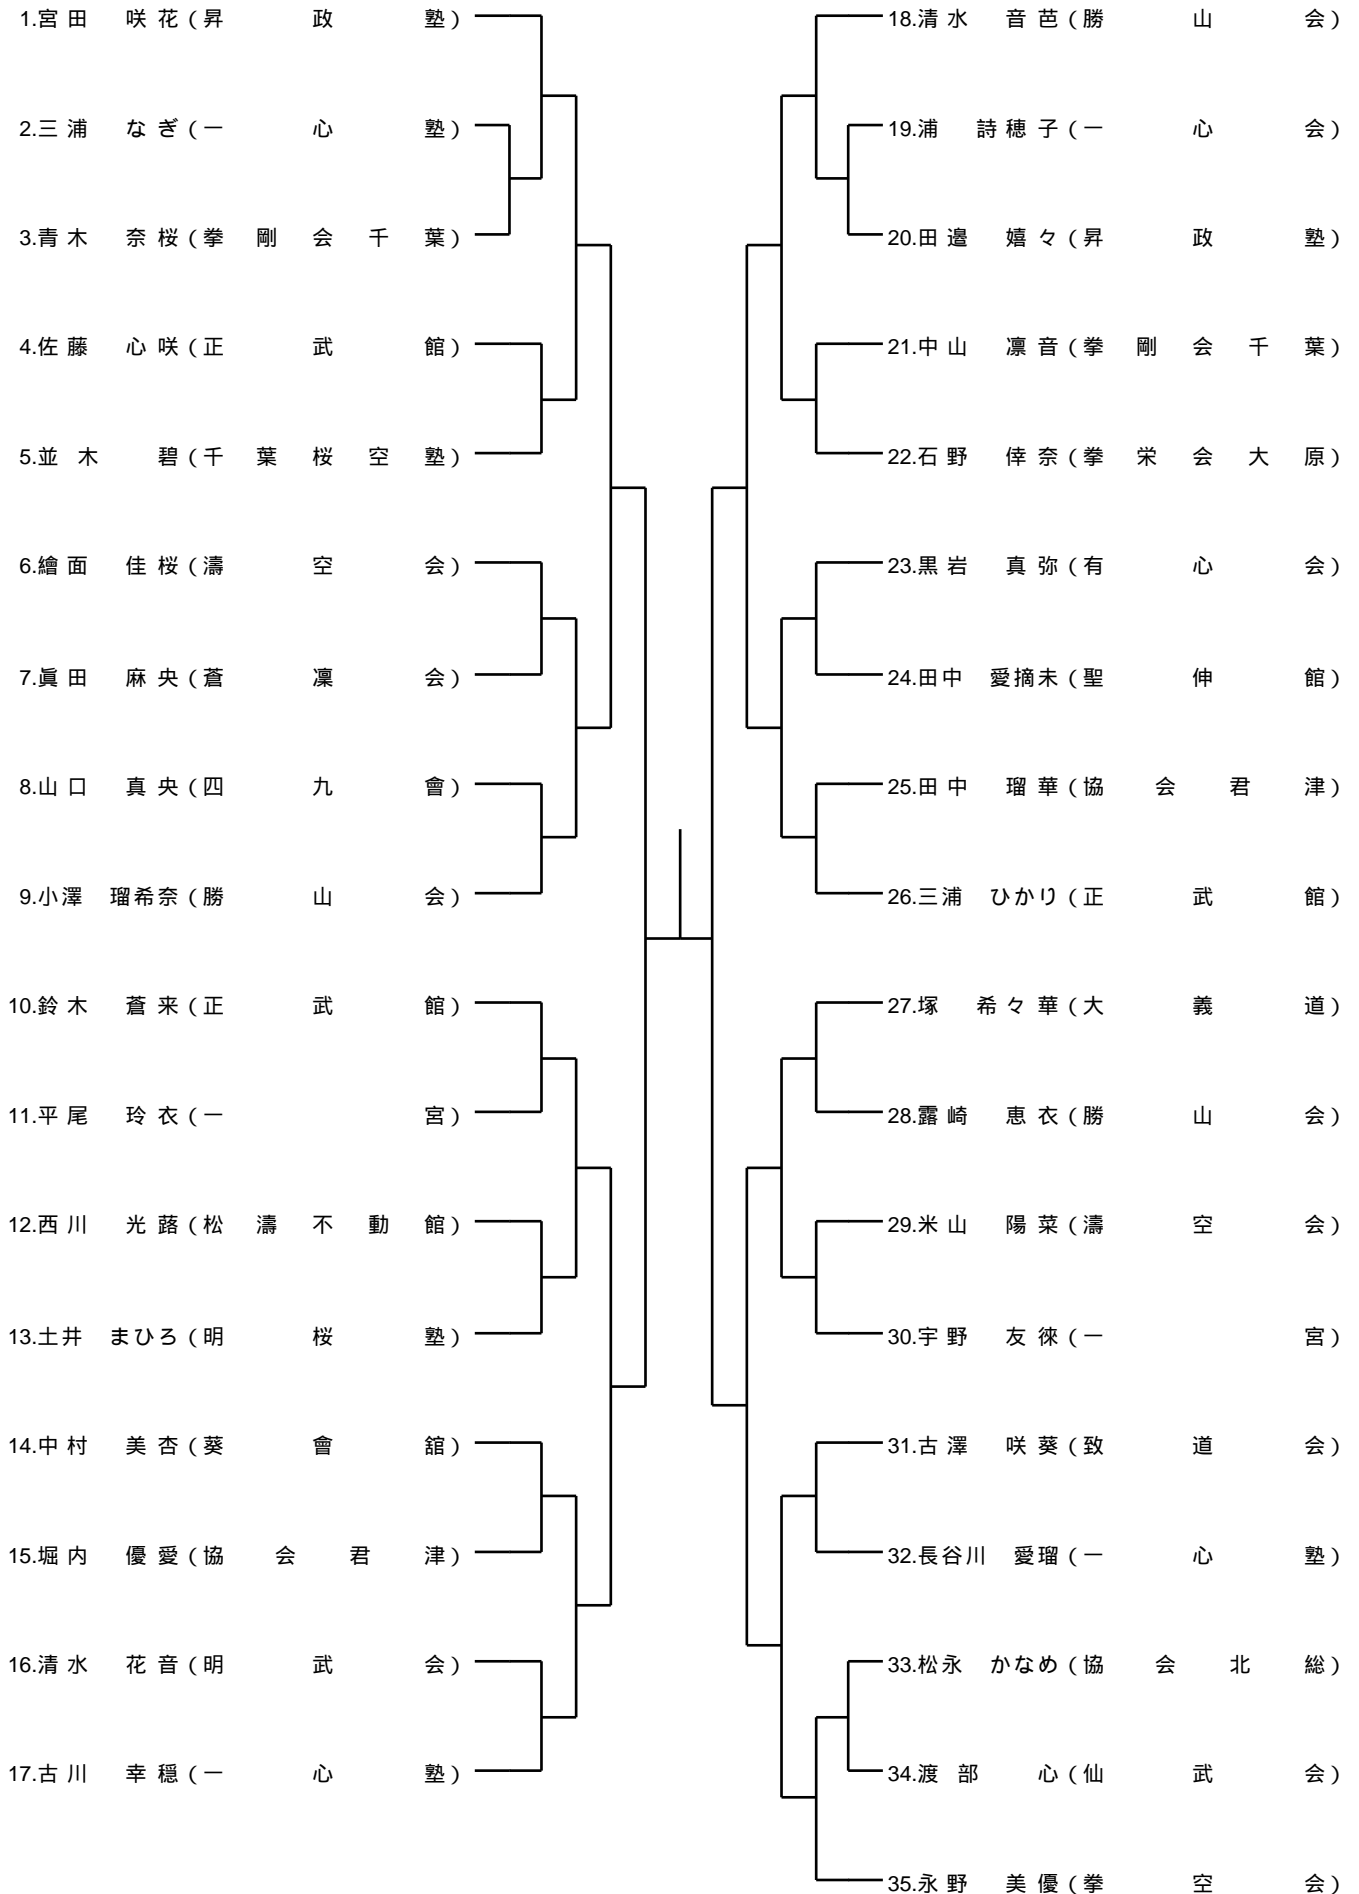 1.宮田 咲花(昇政塾)
2.三浦 なぎ(一心塾)
3.青木 奈桜(拳剛会千葉)
4.佐藤 心咲(正武館)
5.並木 碧(千葉桜空塾)
6.繪面 佳桜(濤空会)
7.眞田 麻央(蒼凜会)
8.山口 真央(四九會)
9.小澤 瑠希奈(勝山会)
10.鈴木 蒼来(正武館)
11.平尾 玲衣(一宮)
12.西川 光蕗(松濤不動館)
13.土井 まひろ(明桜塾)
14.中村 美杏(葵會舘)
15.堀内 優愛(協会君津)
16.清水 花音(明武会)
17.古川 幸穏(一心塾)
18.清水 音芭(勝山会)
19.浦 詩穂子(一心会)
20.田邉 嬉々(昇政塾)
21.中山 凛音(拳剛会千葉)
22.石野 倖奈(拳栄会大原)
23.黒岩 真弥(有心会)
24.田中 愛摘未(聖伸館)
25.田中 瑠華(協会君津)
26.三浦 ひかり(正武館)
27.塚 希々華(大義道)
28.露崎 恵衣(勝山会)
29.米山 陽菜(濤空会)
30.宇野 友徠(一宮)
31.古澤 咲葵(致道会)
32.長谷川 愛瑠(一心塾)
33.松永 かなめ(協会北総)
34.渡部 心(仙武会)
35.永野 美優(拳空会)